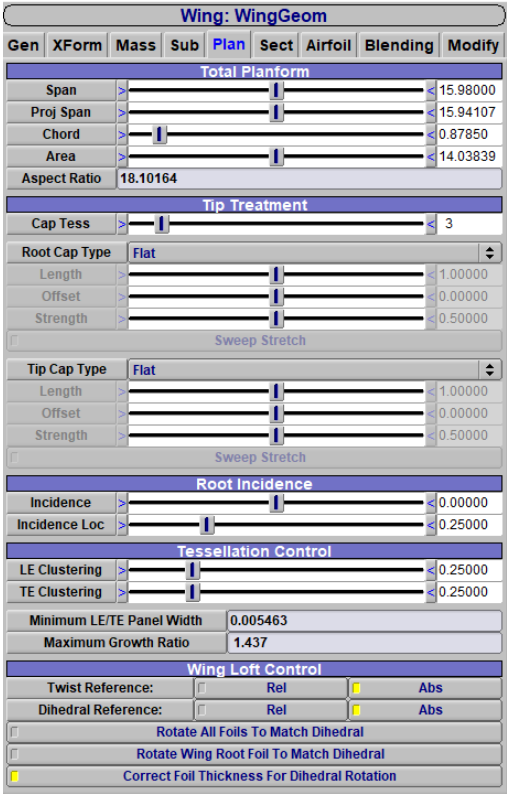 Wing: WingGeom
Gen XForm Mass Sub Plan Sect Airfoil Blending Modify
Total Planform
Span > < 15.98000
Proj Span > < 15.94107
Chord > < 0.87850
Area > < 14.03839
Aspect Ratio 18.10164
Tip Treatment
Cap Tess > < 3
Root Cap Type Flat
Length > < 1.00000
Offset > < 0.00000
Strength > < 0.50000
Sweep Stretch
Tip Cap Type Flat
Length > < 1.00000
Offset > < 0.00000
Strength > < 0.50000
Sweep Stretch
Root Incidence
Incidence > < 0.00000
Incidence Loc > < 0.25000
Tessellation Control
LE Clustering > < 0.25000
TE Clustering > < 0.25000
Minimum LE/TE Panel Width 0.005463
Maximum Growth Ratio 1.437
Wing Loft Control
Twist Reference: Rel Abs
Dihedral Reference: Rel Abs
Rotate All Foils To Match Dihedral
Rotate Wing Root Foil To Match Dihedral
Correct Foil Thickness For Dihedral Rotation